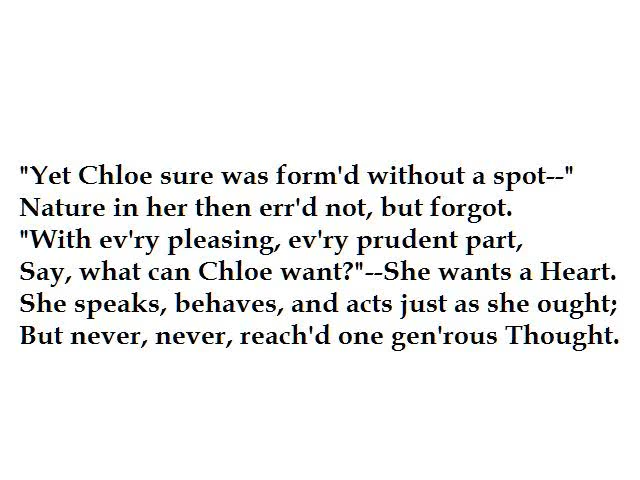 "Yet Chloe sure was form'd without a spot--"
Nature in her then err'd not, but forgot.
"With ev'ry pleasing, ev'ry prudent part,
Say, what can Chloe want?"--She wants a Heart.
She speaks, behaves, and acts just as she ought;
But never, never, reach'd one gen'rous Thought.